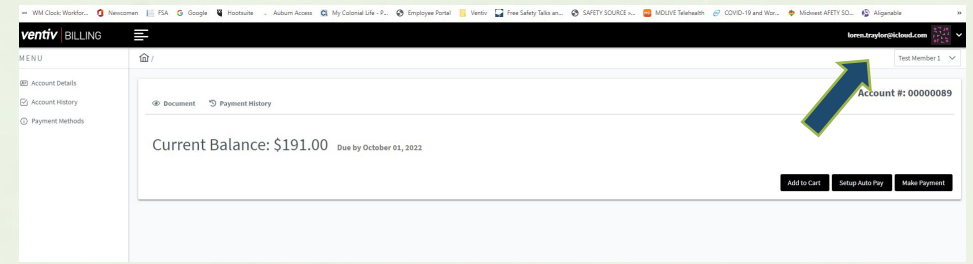 WM Clock: Workfor... Newcoman FSA G Google Hootsuite Auburn Access My Colonial Life - P... Employee Portal Ventiv Free Safety Talks an... SAFETY SOURCE >... MDLIVE Telehealth COVID-19 and Wor... Midwest AFETY SO... Alignable »
ventiv | BILLING loren.traylor@icloud.com
MENU / Test Member 1
Account Details
Account History
Payment Methods
Document Payment History Account #: 00000089
Current Balance: $191.00 Due by October 01, 2022
Add to Cart Setup Auto Pay Make Payment